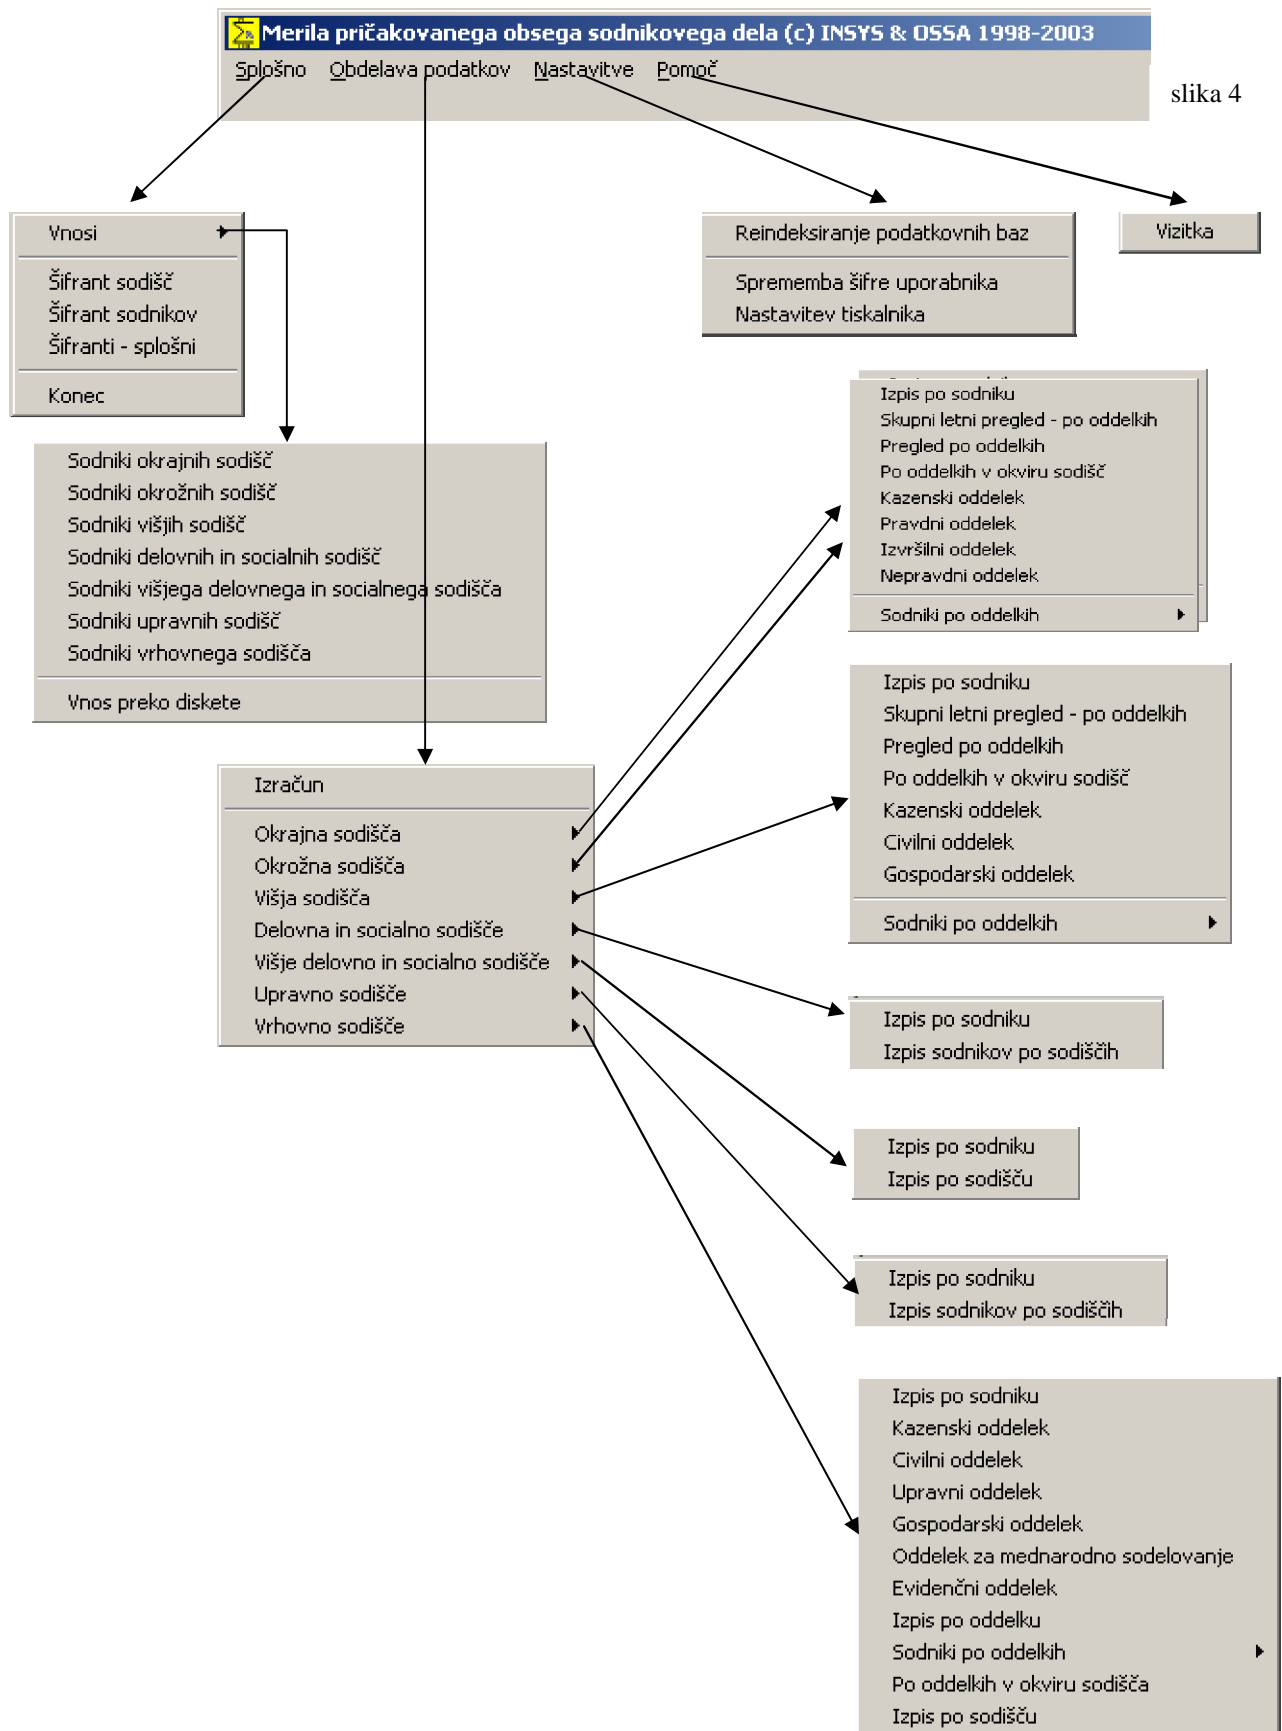 Merila pričakovanega obsega sodnikovega dela (c) INSYS & OSSA 1998-2003
Splošno Obdelava podatkov Nastavitve Pomoč
slika 4
Vnosi
Šifrant sodišč
Šifrant sodnikov
Šifranti - splošni
Konec
Reindeksiranje podatkovnih baz
Sprememba šifre uporabnika
Nastavitev tiskalnika
Vizitka
Sodniki okrajnih sodišč
Sodniki okrožnih sodišč
Sodniki višjih sodišč
Sodniki delovnih in socialnih sodišč
Sodniki višjega delovnega in socialnega sodišča
Sodniki upravnih sodišč
Sodniki vrhovnega sodišča
Vnos preko diskete
Izpis po sodniku
Skupni letni pregled - po oddelkih
Pregled po oddelkih
Po oddelkih v okviru sodišč
Kazenski oddelek
Pravdni oddelek
Izvršilni oddelek
Nepravdni oddelek
Sodniki po oddelkih
Izpis po sodniku
Skupni letni pregled - po oddelkih
Pregled po oddelkih
Po oddelkih v okviru sodišč
Kazenski oddelek
Civilni oddelek
Gospodarski oddelek
Sodniki po oddelkih
Izračun
Okrajna sodišča
Okrožna sodišča
Višja sodišča
Delovna in socialno sodišče
Višje delovno in socialno sodišče
Upravno sodišče
Vrhovno sodišče
Izpis po sodniku
Izpis sodnikov po sodiščih
Izpis po sodniku
Izpis po sodišču
Izpis po sodniku
Izpis sodnikov po sodiščih
Izpis po sodniku
Kazenski oddelek
Civilni oddelek
Upravni oddelek
Gospodarski oddelek
Oddelek za mednarodno sodelovanje
Evidenčni oddelek
Izpis po oddelku
Sodniki po oddelkih
Po oddelkih v okviru sodišča
Izpis po sodišču